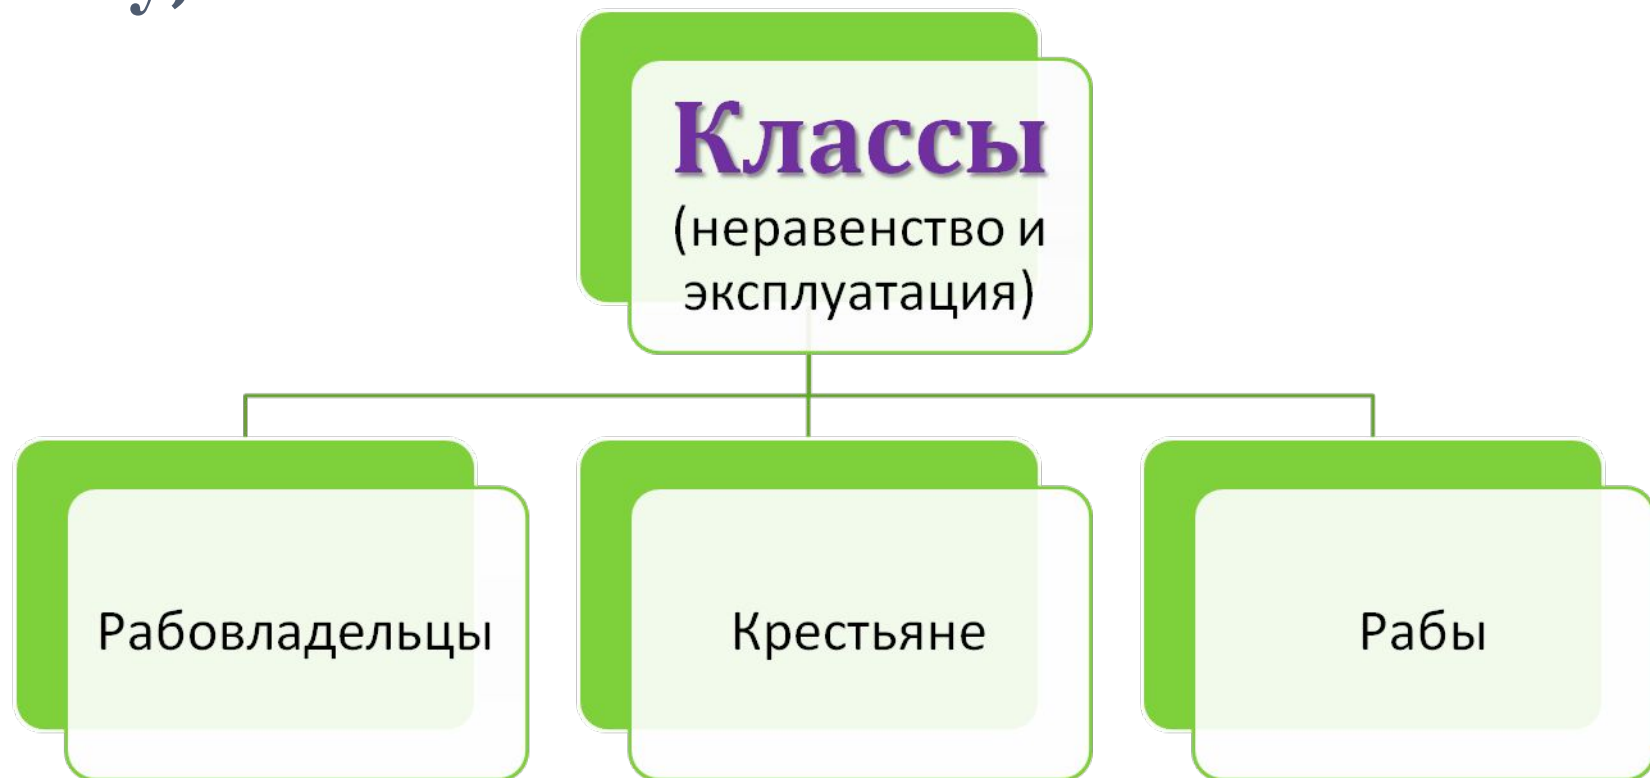 Классы
(неравенство и
эксплуатация)
Рабовладельцы
Крестьяне
Рабы